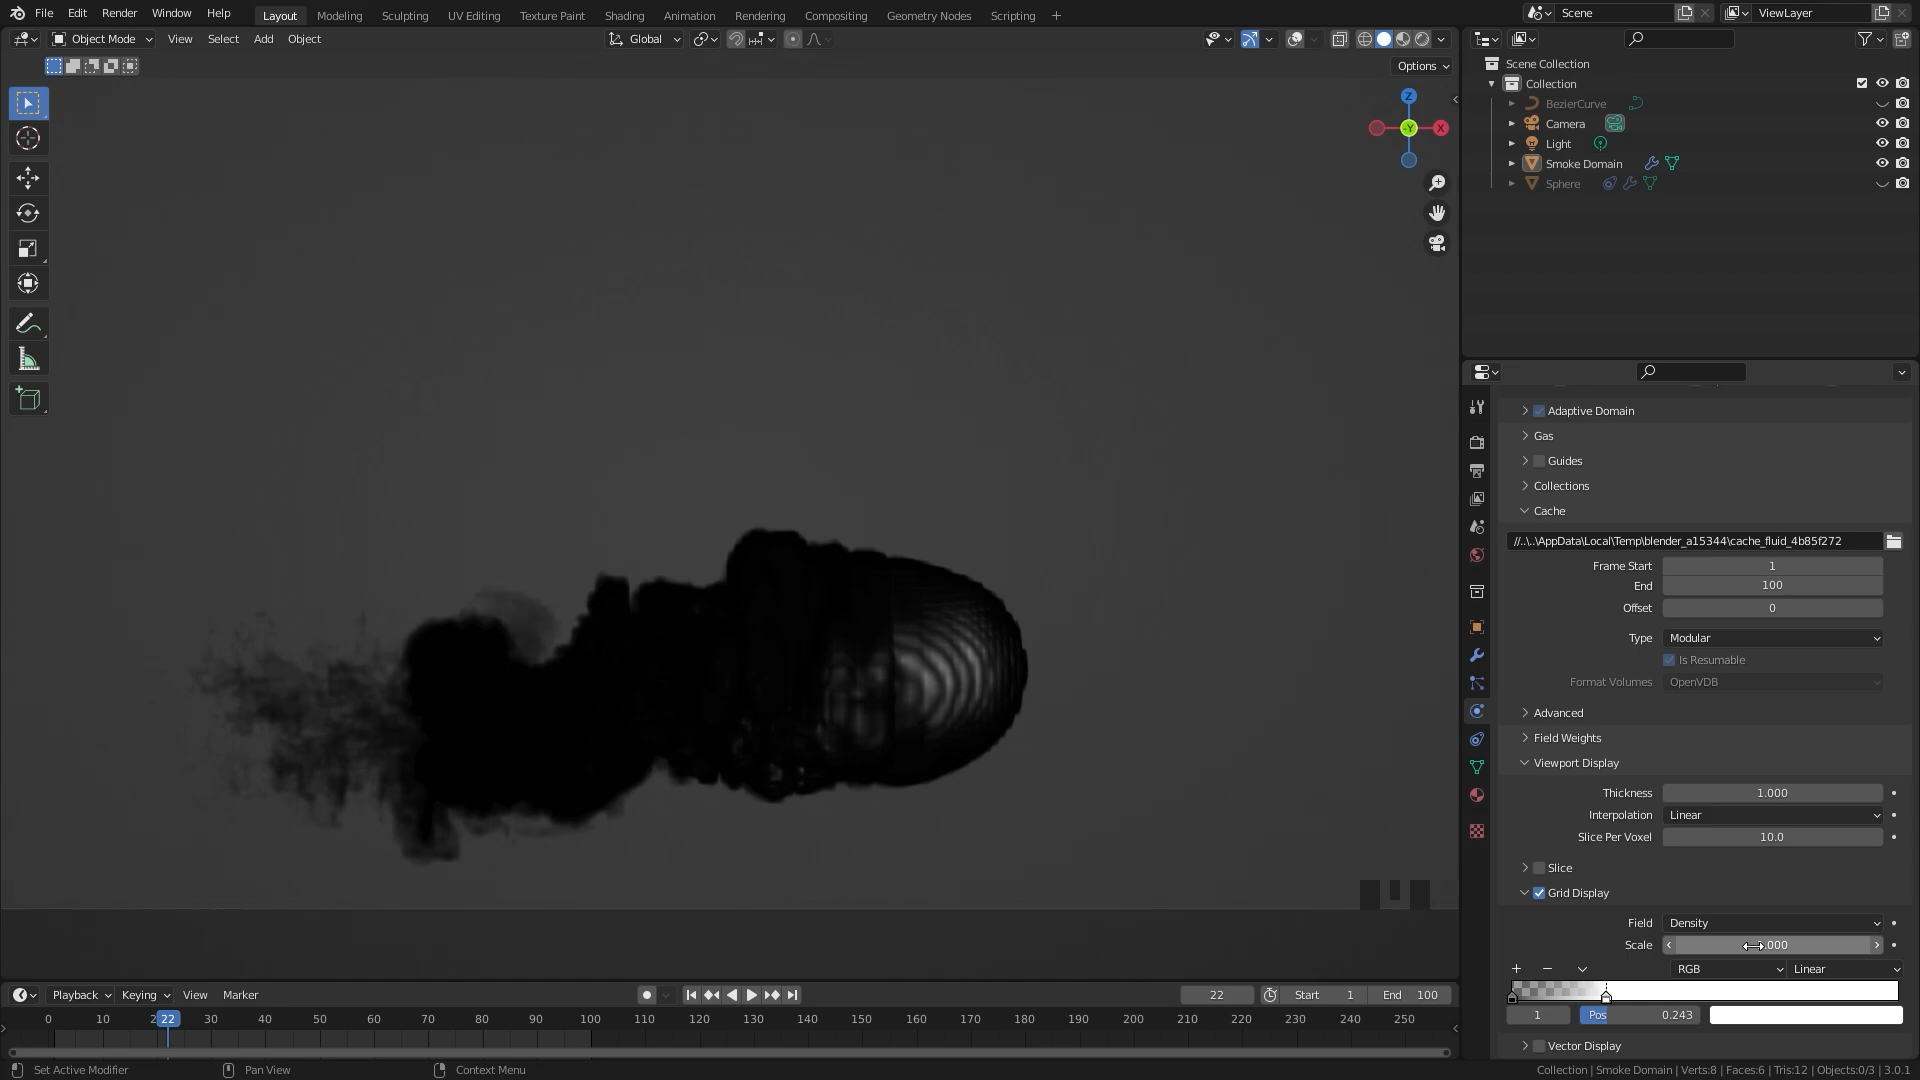 File Edit Render Window Help Layout Modeling Sculpting UV Editing Texture Paint Shading Animation Rendering Compositing Geometry Nodes Scripting + Scene ViewLayer
Object Mode View Select Add Object Global
Options
Z
-Y
X
Scene Collection
Collection
BezierCurve
Camera
Light
Smoke Domain
Sphere
Adaptive Domain
Gas
Guides
Collections
Cache
//..\..\AppData\Local\Temp\blender_a15344\cache_fluid_4b85f272
Frame Start 1
End 100
Offset 0
Type Modular
Is Resumable
Format Volumes OpenVDB
Advanced
Field Weights
Viewport Display
Thickness 1.000
Interpolation Linear
Slice Per Voxel 10.0
Slice
Grid Display
Field Density
Scale
RGB Linear
1 Pos 0.243
Vector Display
Playback Keying View Marker 22 Start 1 End 100
0 10 22 30 40 50 60 70 80 90 100 110 120 130 140 150 160 170 180 190 200 210 220 230 240 250
Set Active Modifier Pan View Context Menu Collection | Smoke Domain | Verts:8 | Faces:6 | Tris:12 | Objects:0/3 | 3.0.1